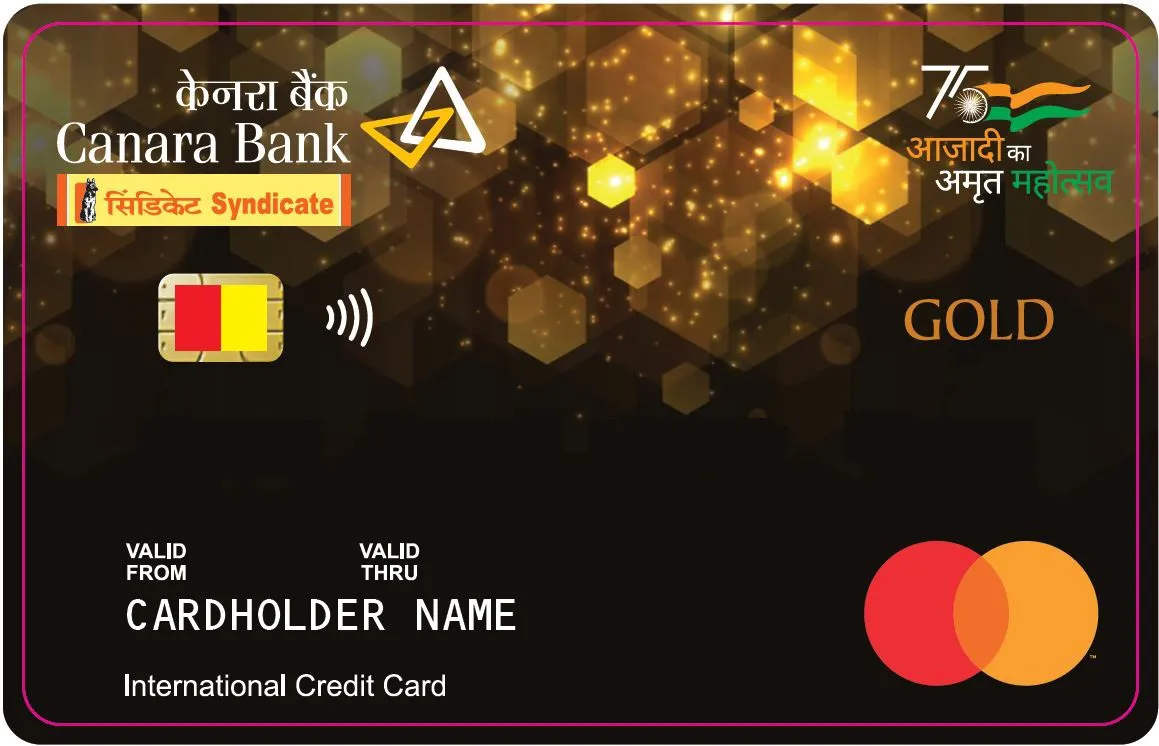 केनरा बैंक
Canara Bank
सिंडिकेट Syndicate
75
आज़ादी का
अमृत महोत्सव
GOLD
VALID FROM
VALID THRU
CARDHOLDER NAME
International Credit Card
™